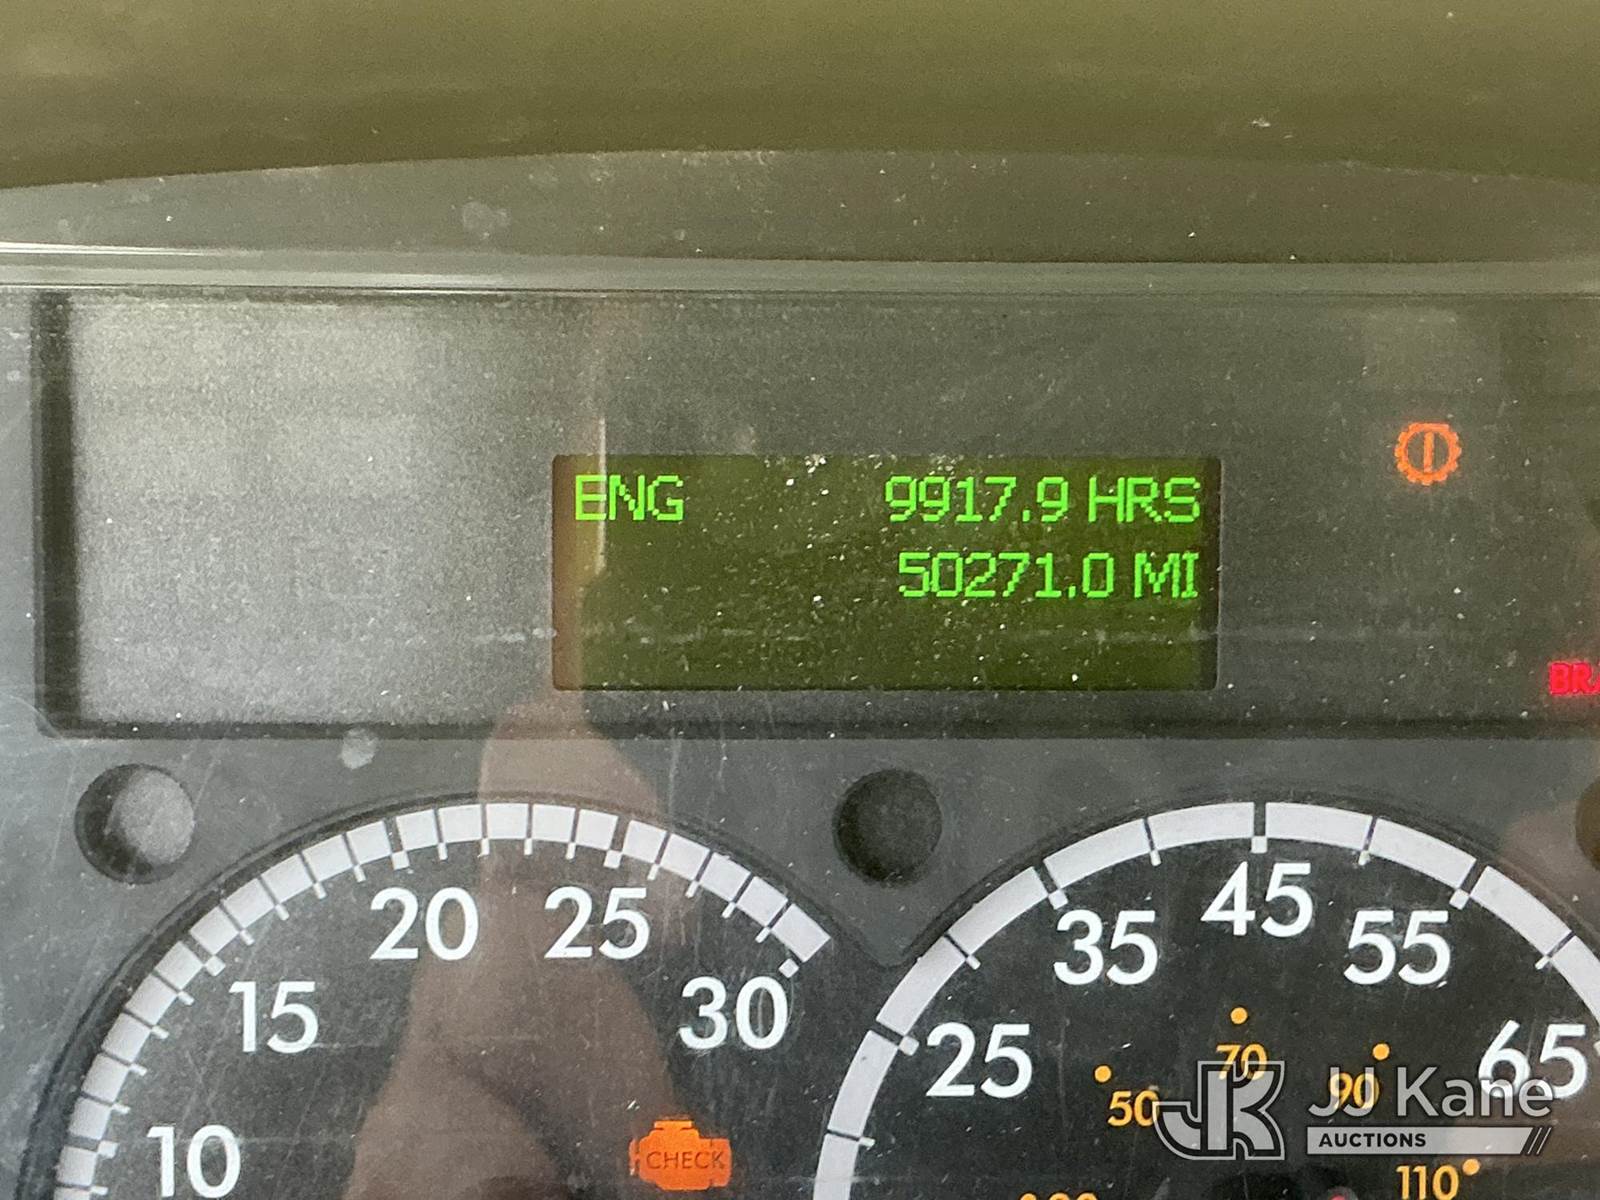 ENG 9917.9 HRS
50271.0 MI
10 15 20 25 30
CHECK
25 35 45 55 65
50 70 90 110
JJ Kane
AUCTIONS